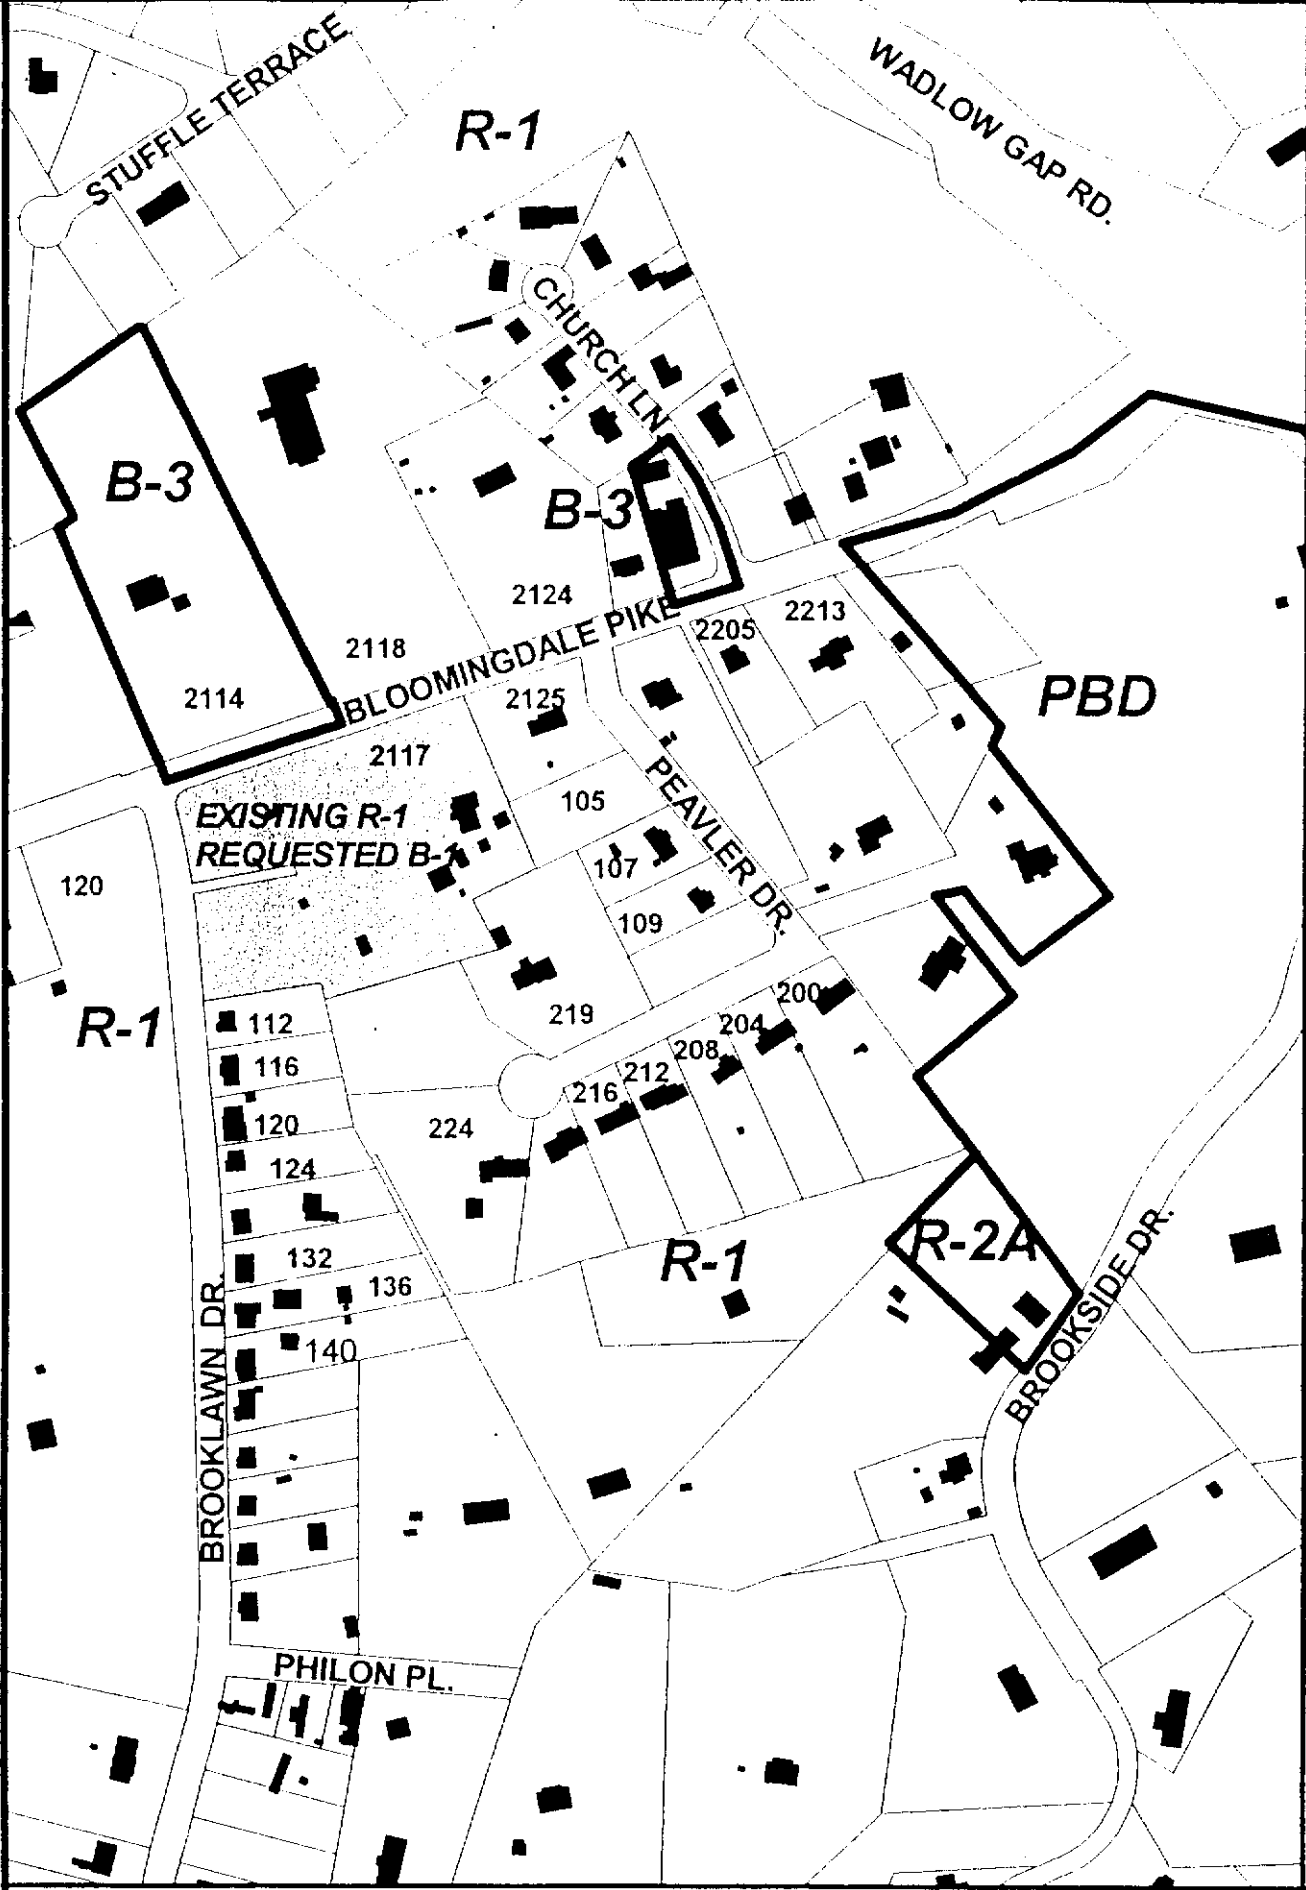 STUFFLE TERRACE
WADLOW GAP RD.
R-1
CHURCH LN
B-3
B-3
2124
BLOOMINGDALE PIKE
2118
2114
2205
2213
2125
PBD
2117
EXISTING R-1
REQUESTED B-1
105
PEAVLER DR.
107
109
120
R-1
219
200
204
208
212
216
112
116
120
124
224
132
136
140
R-1
R-2A
BROOKSIDE DR.
BROOKLAWN DR.
PHILON PL.